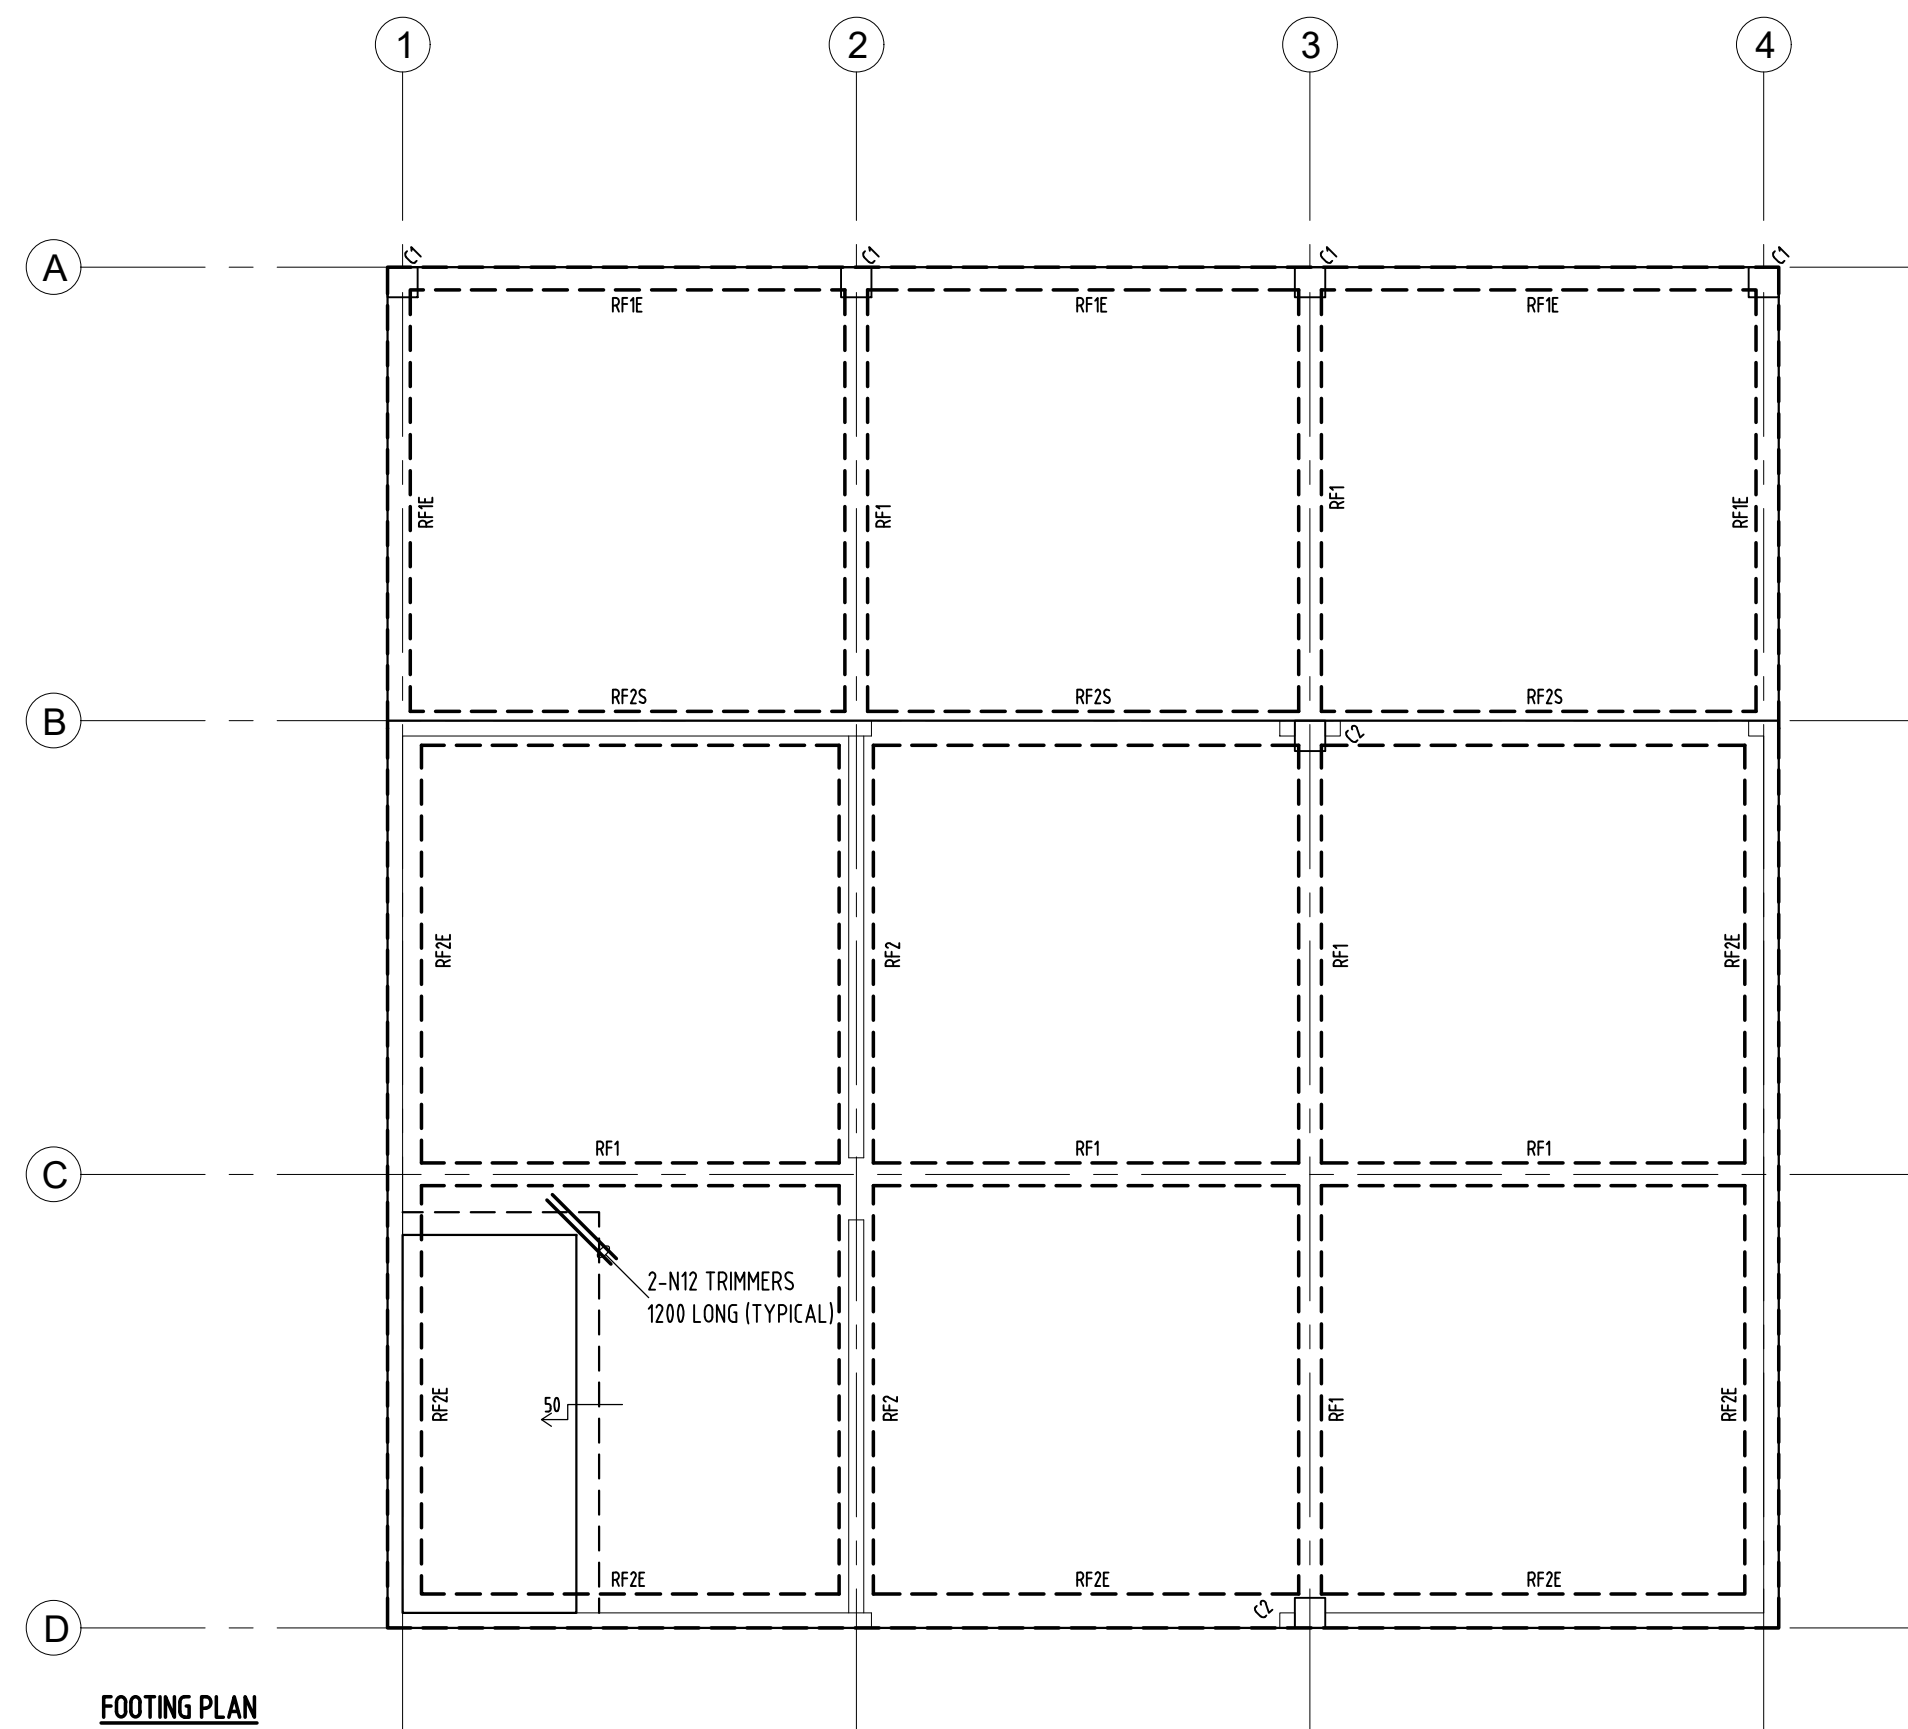 1
2
3
4
A
C1
C1
C1
C1
RF1E
RF1E
RF1E
RF1E
RF1
RF1
RF1E
RF2S
RF2S
RF2S
B
C2
RF2E
RF2
RF1
RF2E
RF1
RF1
RF1
C
2-N12 TRIMMERS
1200 LONG (TYPICAL)
RF2E
50
RF2
RF1
RF2E
RF2E
RF2E
RF2E
C2
D
FOOTING PLAN